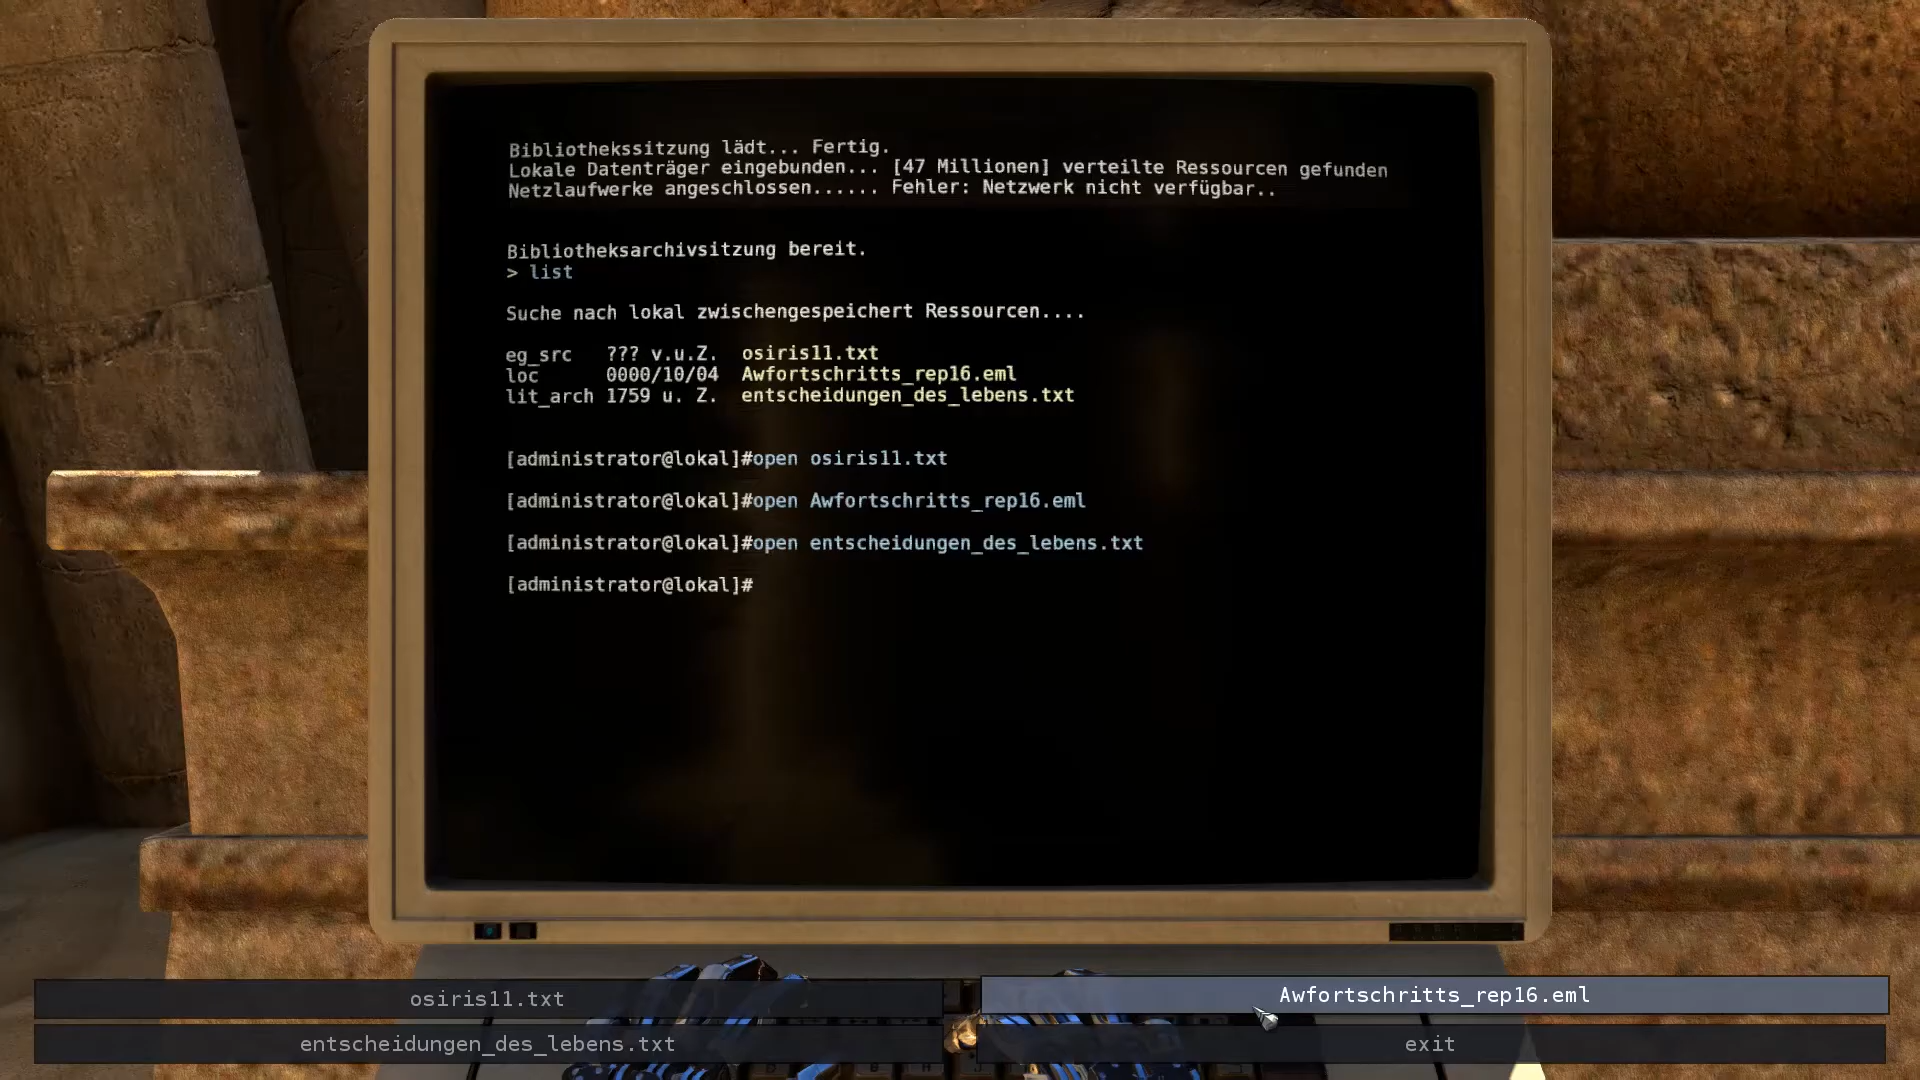 Bibliothekssitzung lädt... Fertig.
Lokale Datenträger eingebunden... [47 Millionen] verteilte Ressourcen gefunden
Netzlaufwerke angeschlossen...... Fehler: Netzwerk nicht verfügbar..
Bibliotheksarchivsitzung bereit.
> list
Suche nach lokal zwischengespeichert Ressourcen....
eg_src ??? v.u.Z. osiris11.txt
loc 0000/10/04 Awfortschritts_rep16.eml
lit_arch 1759 u. Z. entscheidungen_des_lebens.txt
[administrator@lokal]#open osiris11.txt
[administrator@lokal]#open Awfortschritts_rep16.eml
[administrator@lokal]#open entscheidungen_des_lebens.txt
[administrator@lokal]#
osiris11.txt
Awfortschritts_rep16.eml
entscheidungen_des_lebens.txt
exit